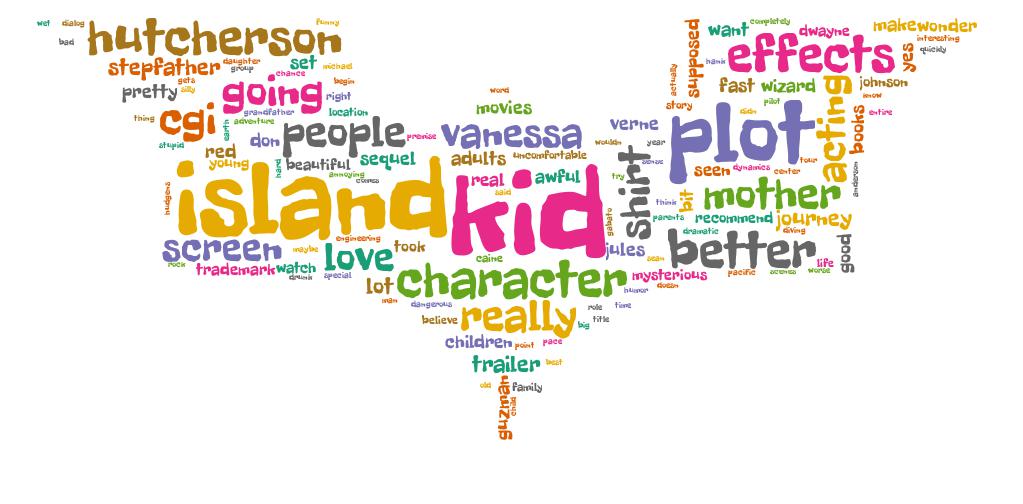 wet dialog
bad
hutcherson
funny
stepfather
daughter
group
set
chance
michael
pretty
gets
silly
going
begin
right
thing
cgi
grandfather
adventure
location
earth
stupid
don
people
premise
red
young
hard
beautiful
sequel
annoying
comes
word
movies
vanessa
adults
uncomfortable
hudgens
island
kid
real
said
awful
try
gabato
screen
maybe
engineering
took
rock
trademark
watch
drunk
love
special
caine
jules
sean
lot
character
mysterious
doesn
humor
man
dangerous
role
time
believe
really
big
title
children
point
pace
trailer
best
old
family
guzman
child
actually
supposed
want
completely
dwayne
makewonder
interesting
quickly
yes
hank
effects
fast
wizard
johnson
know
story
pilot
didn
acting
books
entire
verne
wouldn
year
sense
plot
seen
dynamics
center
tour
anderson
shirt
think
bit
mother
parents
recommend
journey
dramatic
diving
better
good
pacific
scenes
worse
life